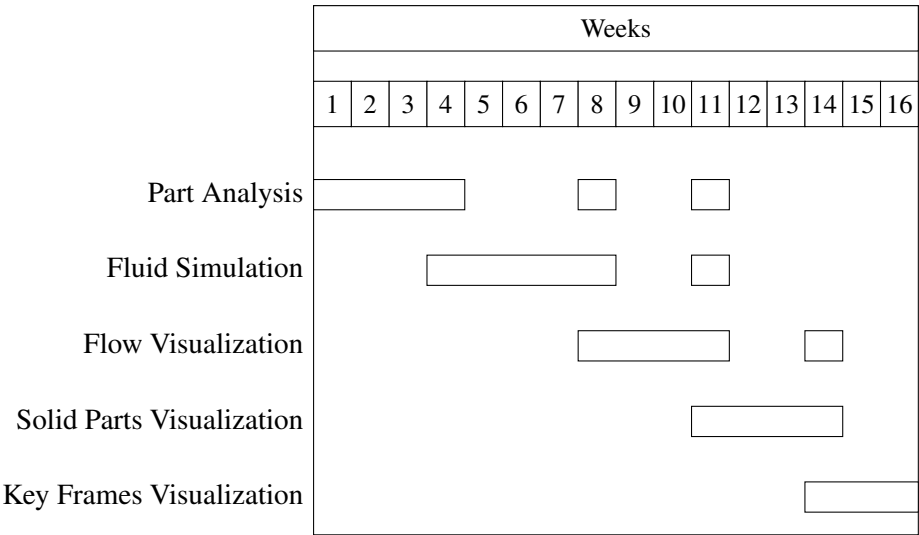 Weeks
1 2 3 4 5 6 7 8 9 10 11 12 13 14 15 16
Part Analysis
Fluid Simulation
Flow Visualization
Solid Parts Visualization
Key Frames Visualization